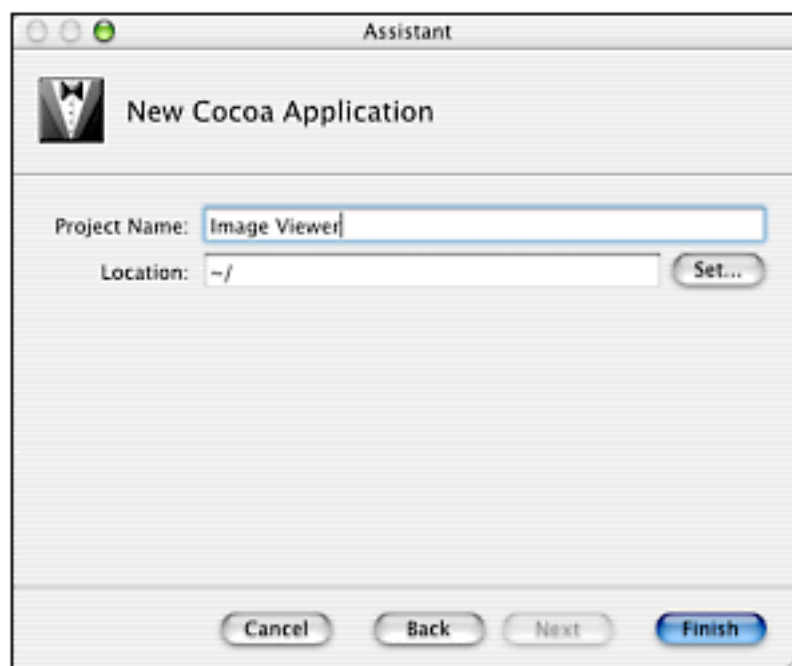 Assistant
New Cocoa Application
Project Name: Image Viewer
Location: ~/ Set...
Cancel Back Next Finish